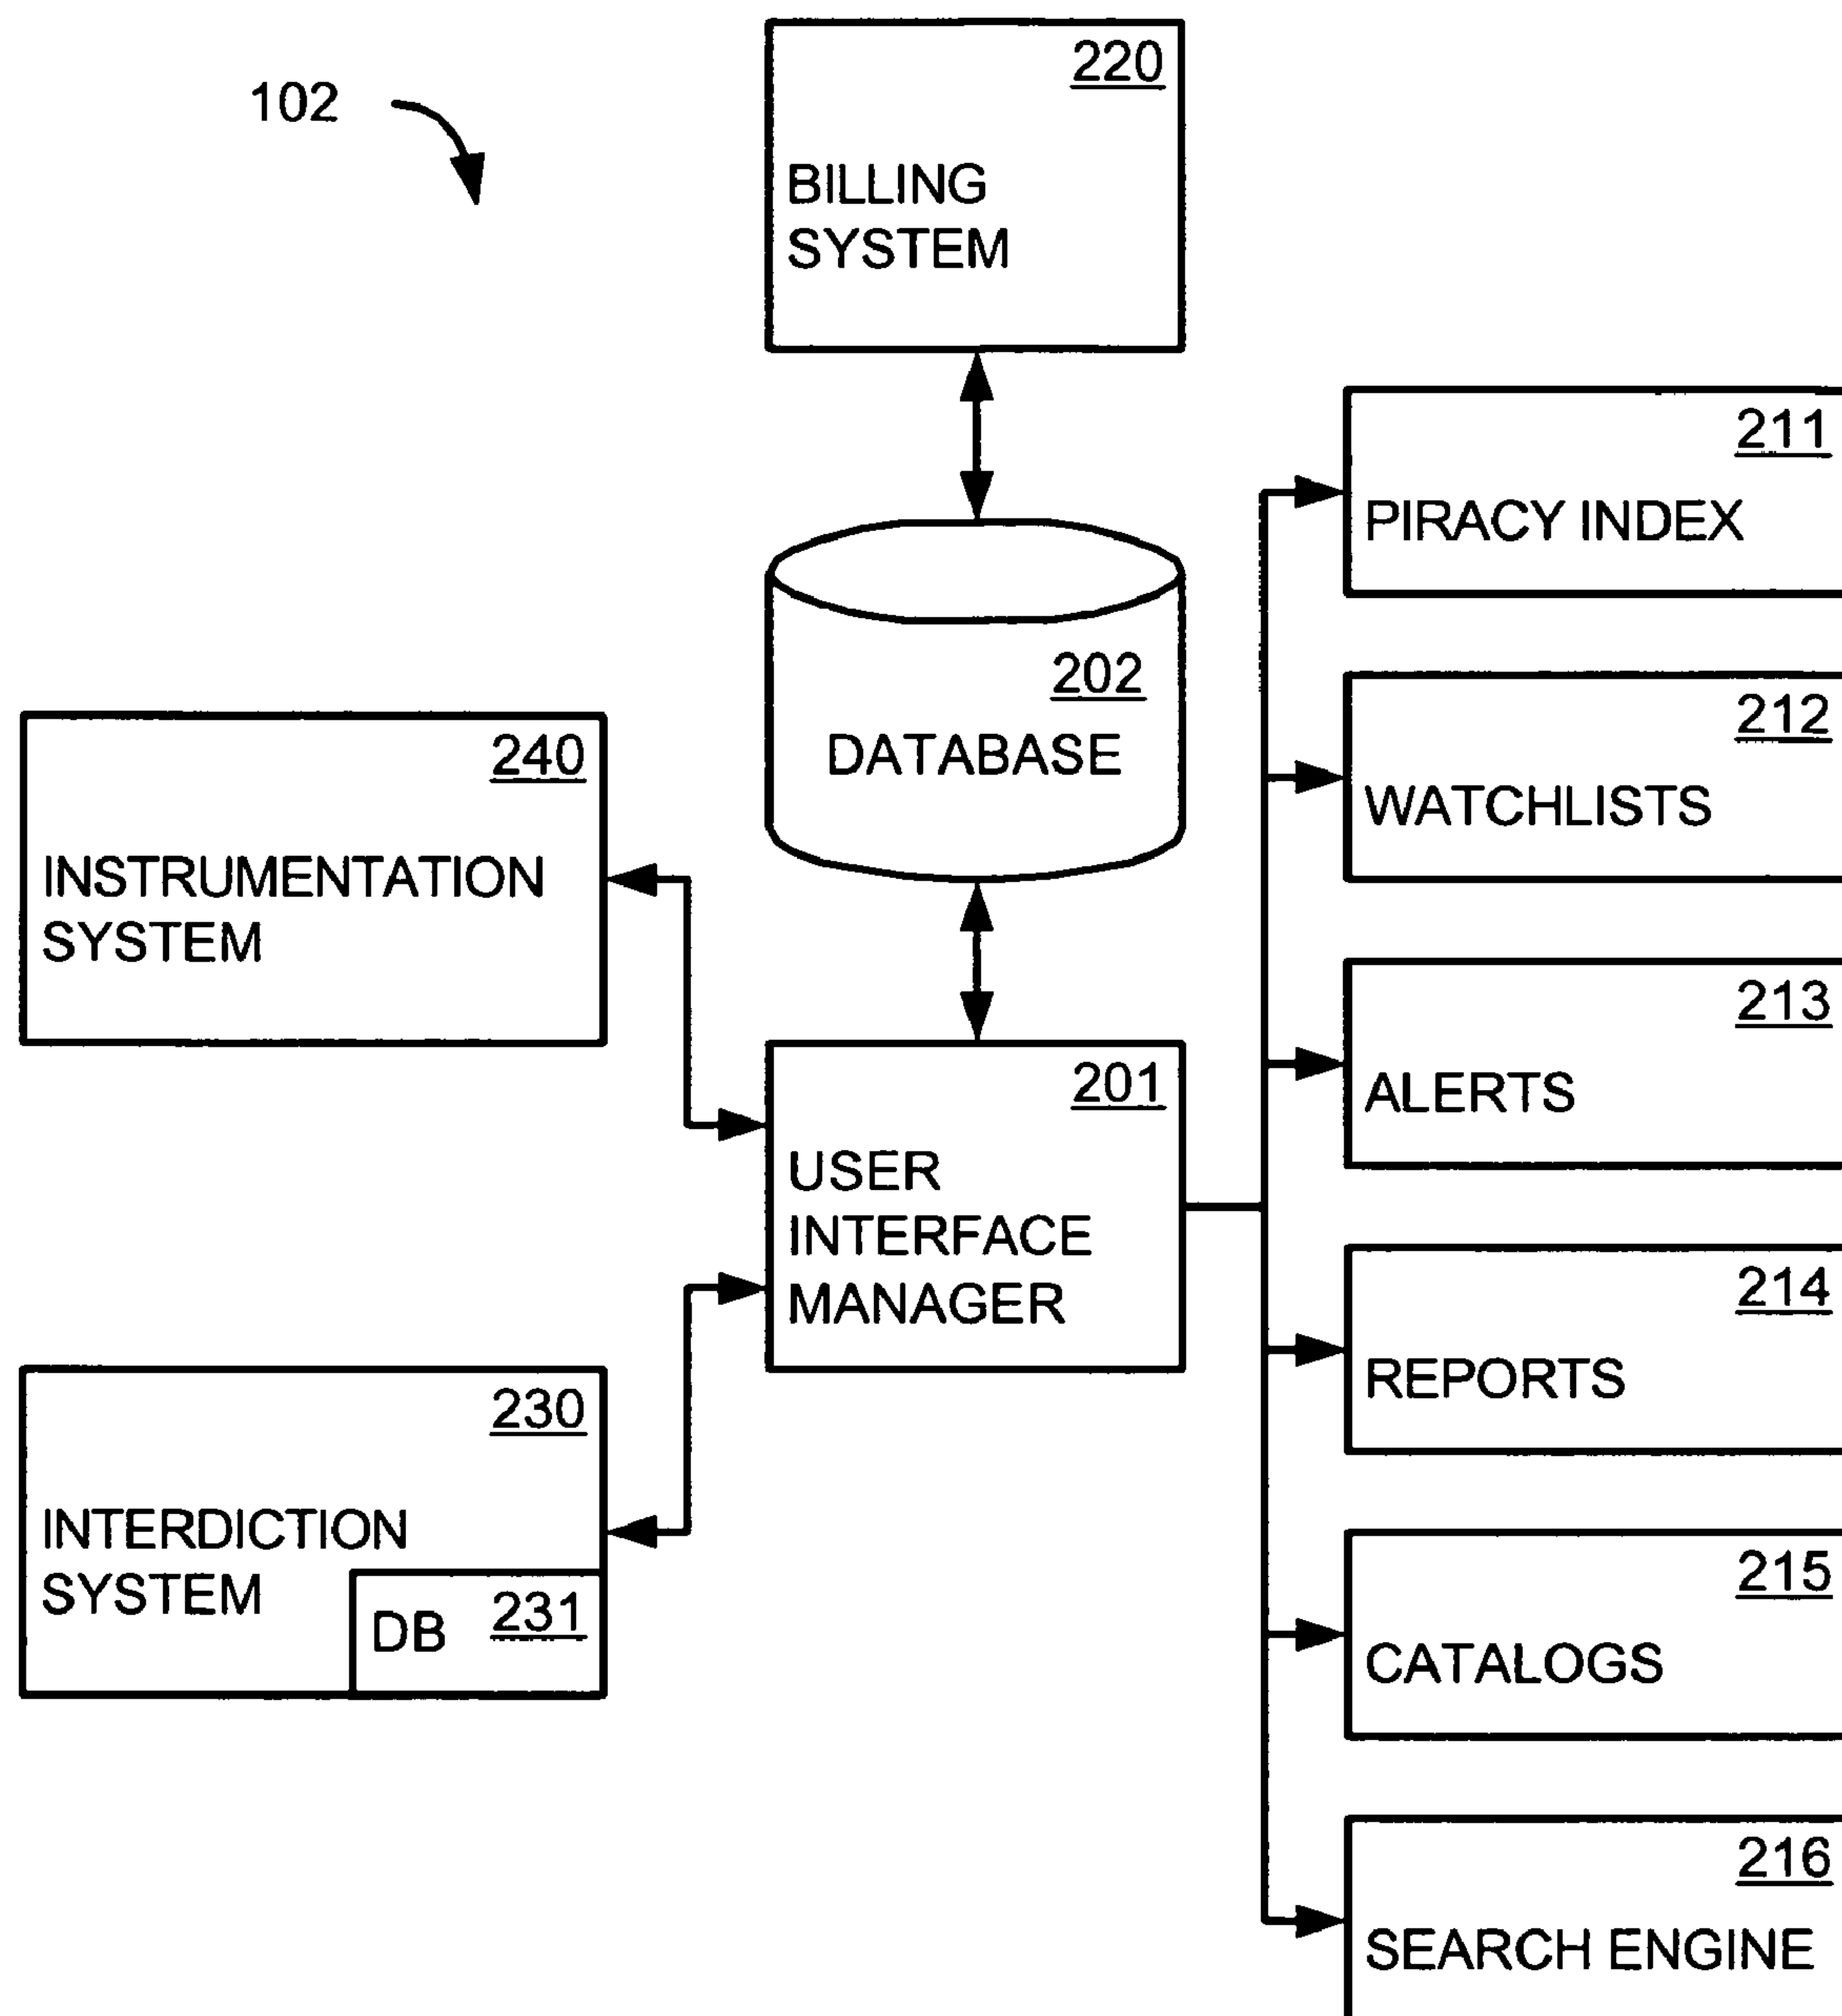 102
220
BILLING
SYSTEM
211
PIRACY INDEX
202
DATABASE
212
WATCHLISTS
240
INSTRUMENTATION
SYSTEM
213
ALERTS
201
USER
INTERFACE
MANAGER
214
REPORTS
230
INTERDICTION
SYSTEM
DB 231
215
CATALOGS
216
SEARCH ENGINE